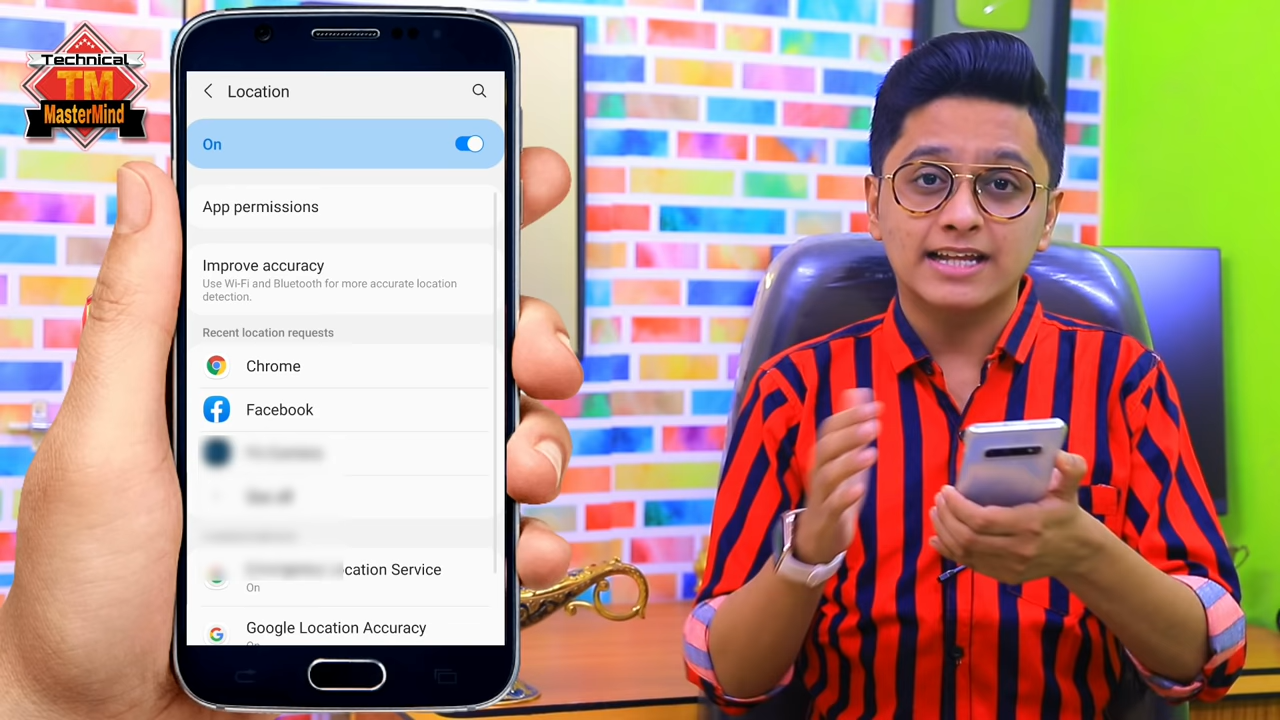 Technical
TM
MasterMind
Location
On
App permissions
Improve accuracy
Use Wi-Fi and Bluetooth for more accurate location
detection.
Recent location requests
Chrome
Facebook
cation Service
On
Google Location Accuracy